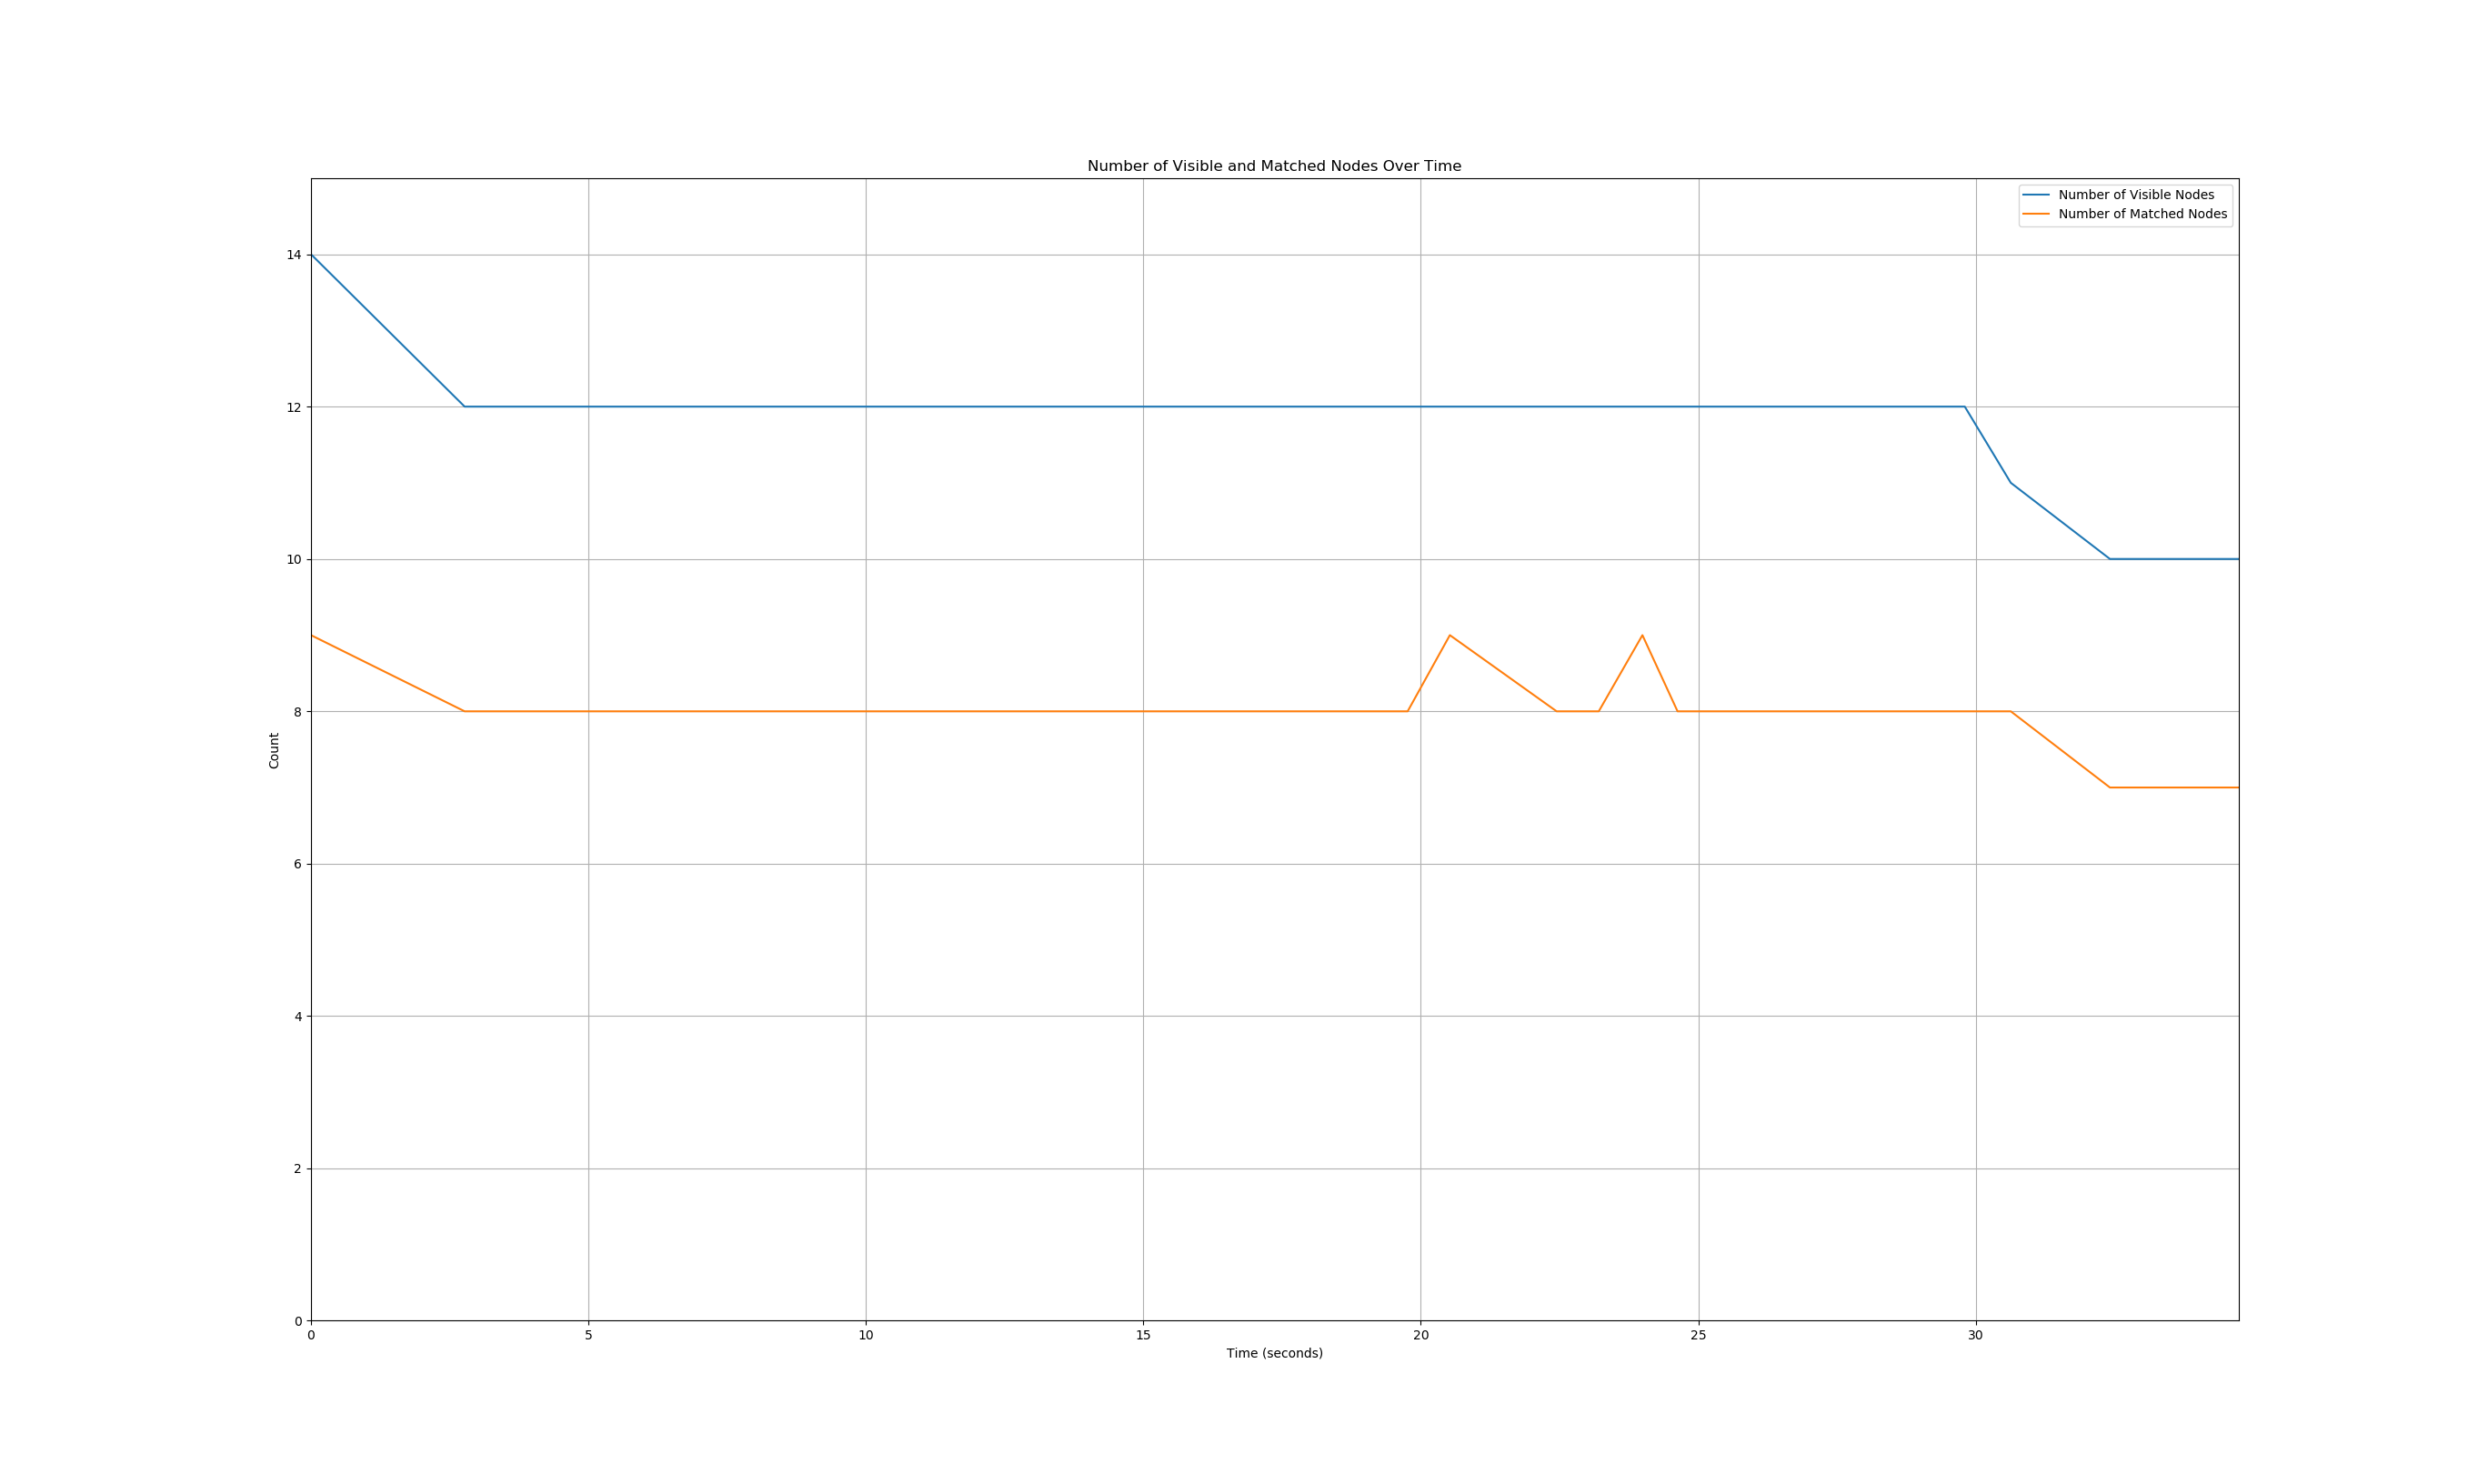 Number of Visible and Matched Nodes Over Time
Number of Visible Nodes
Number of Matched Nodes
14
12
10
8
6
4
2
0
Count
0 5 10 15 20 25 30
Time (seconds)